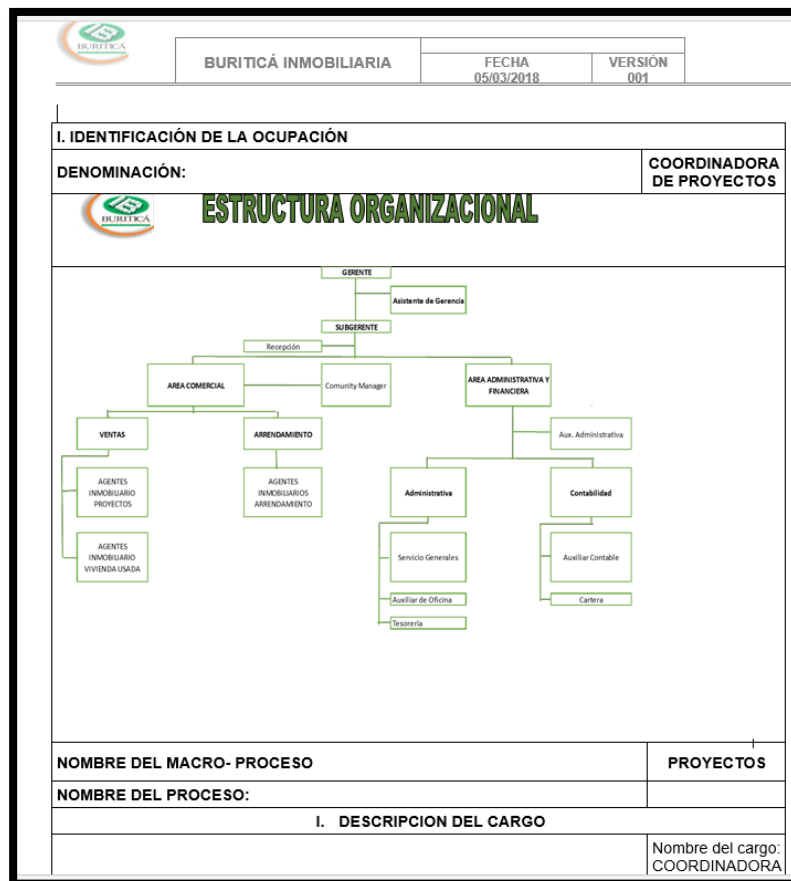 BURITICÁ
BURITICÁ INMOBILIARIA
FECHA
05/03/2018
VERSIÓN
001
I. IDENTIFICACIÓN DE LA OCUPACIÓN
DENOMINACIÓN:
COORDINADORA
DE PROYECTOS
BURITICÁ
ESTRUCTURA ORGANIZACIONAL
GERENTE
Asistente de Gerencia
SUBGERENTE
Recepción
AREA COMERCIAL
Comunity Manager
AREA ADMINISTRATIVA Y
FINANCIERA
VENTAS
ARRENDAMIENTO
Aux. Administrativa
AGENTES
INMOBILIARIO
PROYECTOS
AGENTES
INMOBILIARIOS
ARRENDAMIENTO
Administrativa
Contabilidad
AGENTES
INMOBILIARIO
VIVIENDA USADA
Servicio Generales
Auxiliar Contable
Auxiliar de Oficina
Cartera
Tesoreria
NOMBRE DEL MACRO- PROCESO
PROYECTOS
NOMBRE DEL PROCESO:
I. DESCRIPCION DEL CARGO
Nombre del cargo:
COORDINADORA